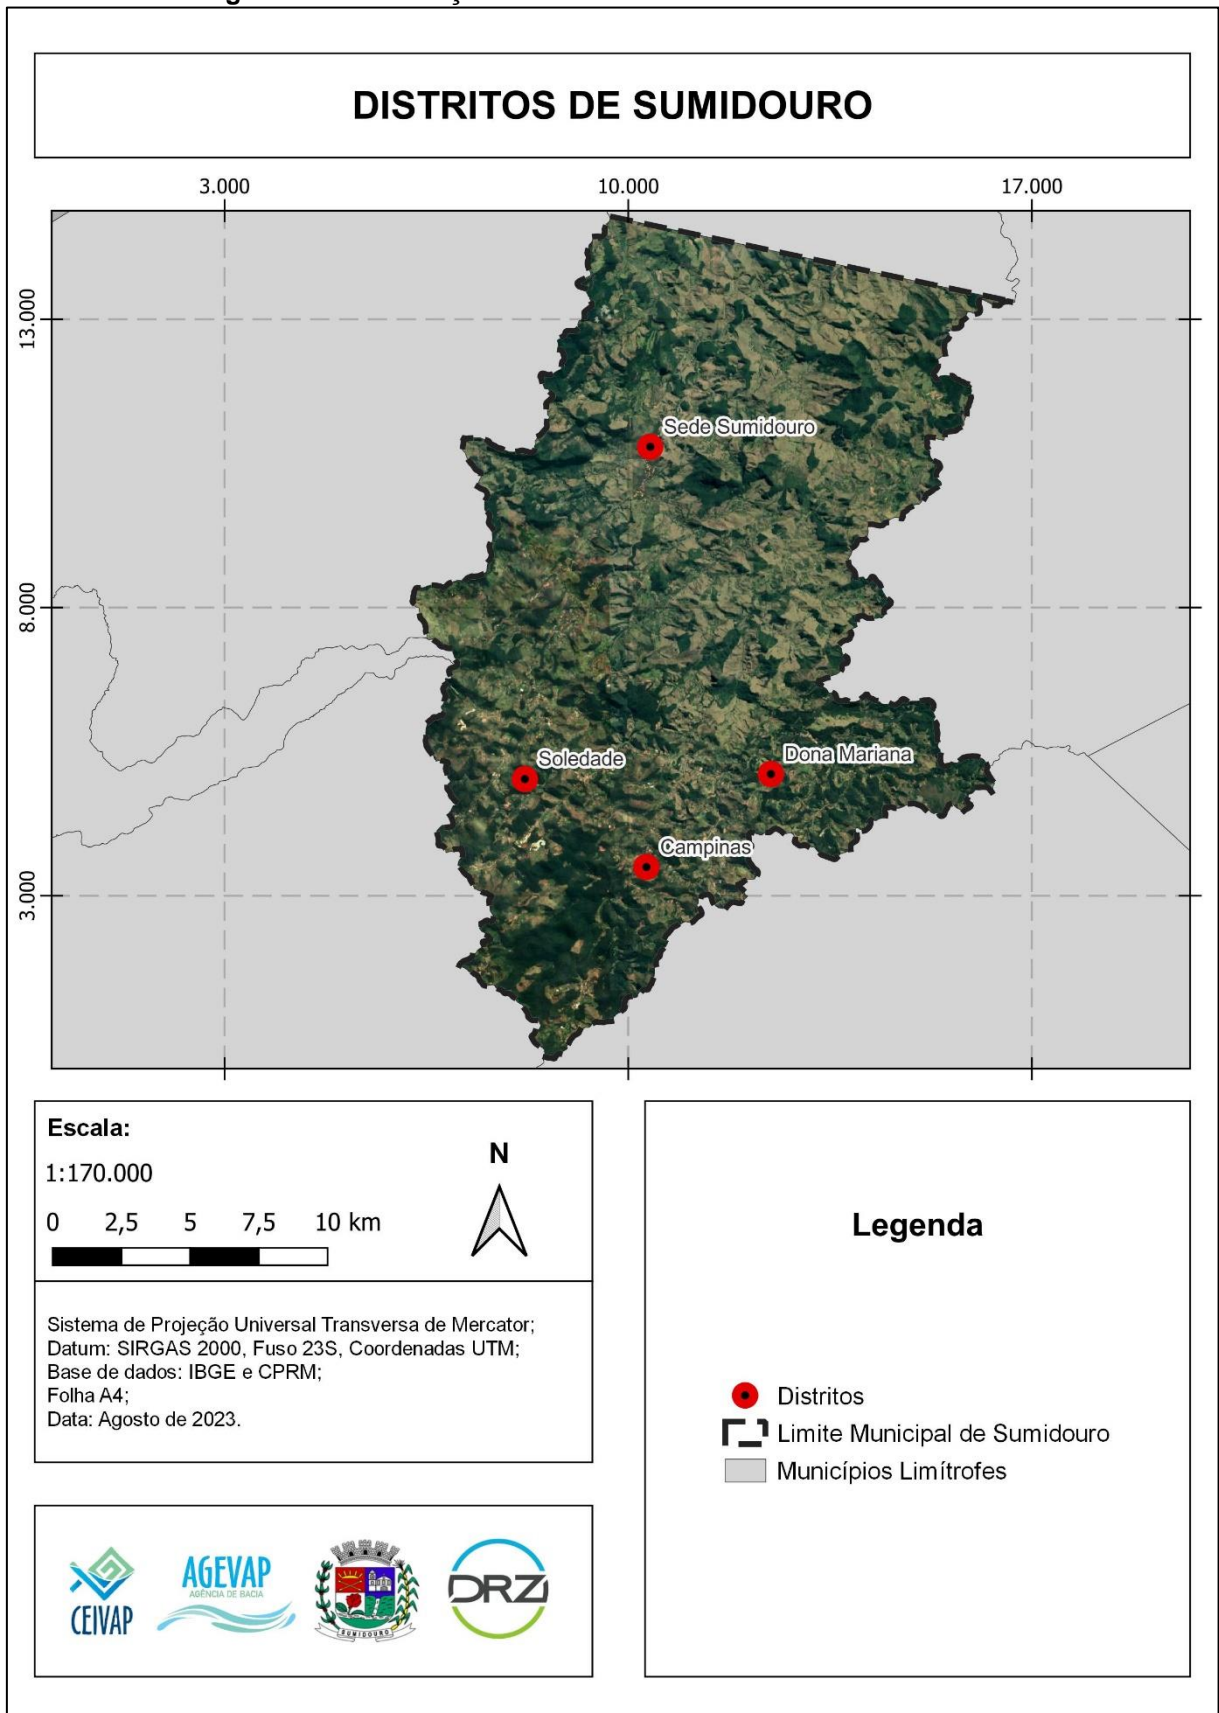 DISTRITOS DE SUMIDOURO
3.000 10.000 17.000
13.000
8.000
3.000
Sede Sumidouro
Soledade
Dona Mariana
Campinas
Escala:
1:170.000
N
0 2,5 5 7,5 10 km
Sistema de Projeção Universal Transversa de Mercator;
Datum: SIRGAS 2000, Fuso 23S, Coordenadas UTM;
Base de dados: IBGE e CPRM;
Folha A4;
Data: Agosto de 2023.
Legenda
Distritos
Limite Municipal de Sumidouro
Municípios Limítrofes
CEIVAP
AGEVAP
AGÊNCIA DE BACIA
SUMIDOURO
DRZ